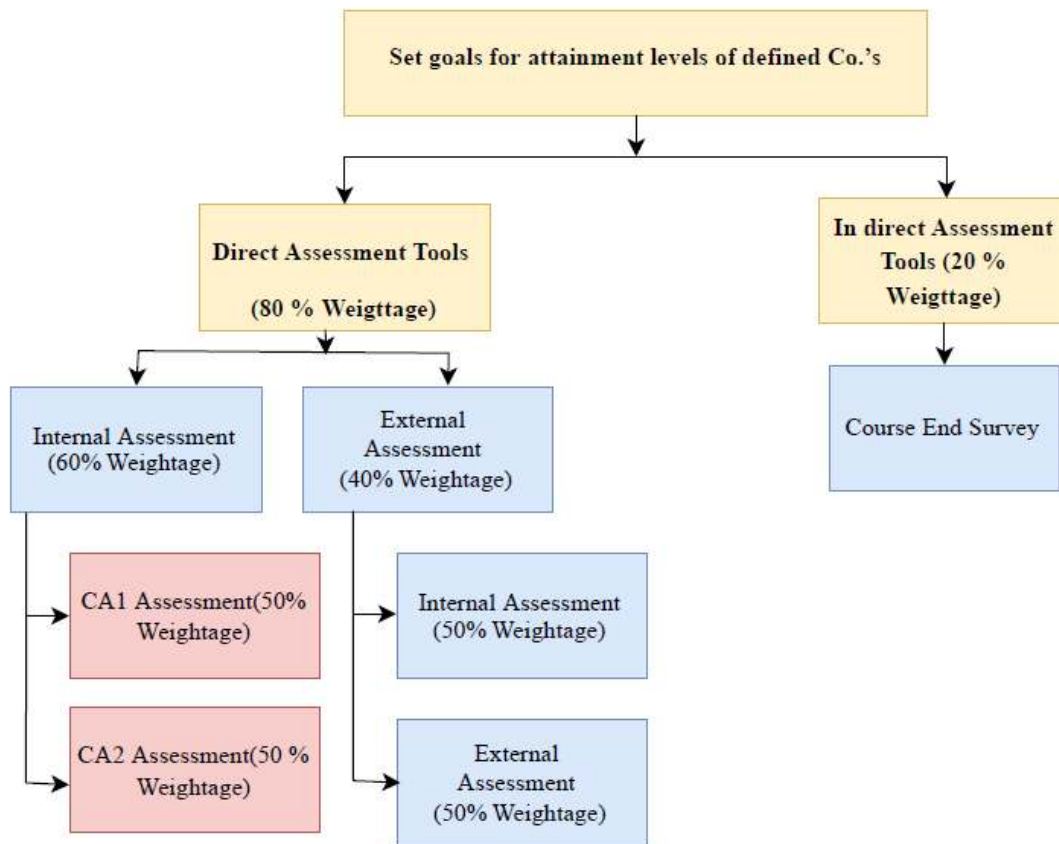 Set goals for attainment levels of defined Co.'s
Direct Assessment Tools
(80 % Weigttage)
In direct Assessment
Tools (20 %
Weigttage)
Internal Assessment
(60% Weightage)
External
Assessment
(40% Weightage)
Course End Survey
CA1 Assessment(50%
Weightage)
Internal Assessment
(50% Weightage)
CA2 Assessment(50 %
Weightage)
External
Assessment
(50% Weightage)